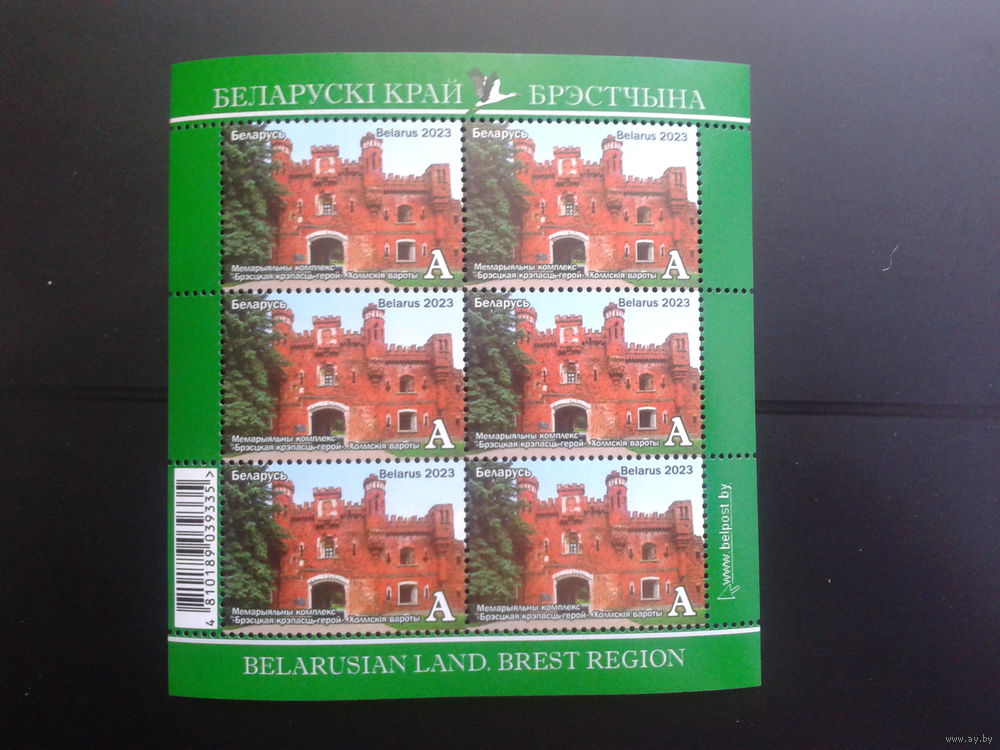 БЕЛАРУСКІ КРАЙ БРЭСТЧЫНА
Беларусь Belarus 2023
Мемарыяльны комплекс
"Брэсцкая крэпасць-герой". Холмскія вароты
A
Беларусь Belarus 2023
Мемарыяльны комплекс
"Брэсцкая крэпасць-герой". Холмскія вароты
A
Беларусь Belarus 2023
Мемарыяльны комплекс
"Брэсцкая крэпасць-герой". Холмскія вароты
A
Беларусь Belarus 2023
Мемарыяльны комплекс
"Брэсцкая крэпасць-герой". Холмскія вароты
A
Беларусь Belarus 2023
Мемарыяльны комплекс
"Брэсцкая крэпасць-герой". Холмскія вароты
A
Беларусь Belarus 2023
Мемарыяльны комплекс
"Брэсцкая крэпасць-герой". Холмскія вароты
A
4 810189 039335 >
www.belpost.by
BELARUSIAN LAND. BREST REGION
www.ay.by